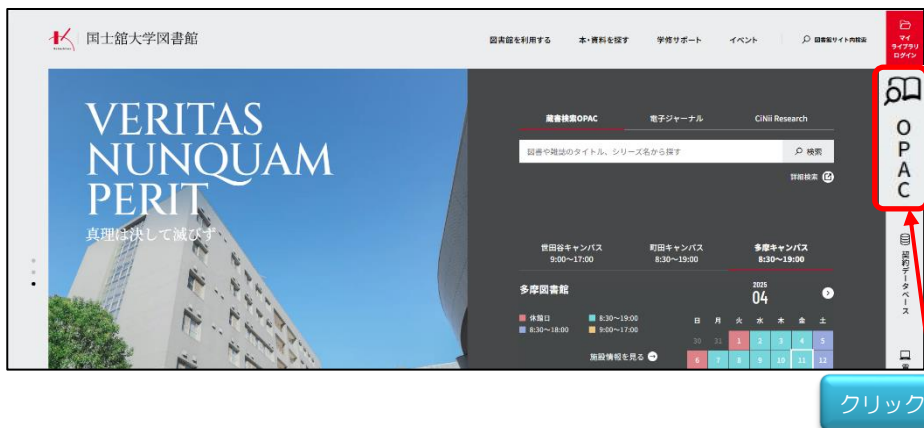 国士舘大学図書館
図書館を利用する 本・資料を探す 学修サポート イベント 図書館サイト内検索
マイ
ライブラリ
ログイン
VERITAS
NUNQUAM
PERIT
真理は決して滅びず.
蔵書検索OPAC 電子ジャーナル CiNii Research
図書や雑誌のタイトル、シリーズ名から探す 検索
詳細検索
世田谷キャンパス 町田キャンパス 多摩キャンパス
9:00～17:00 8:30～19:00 8:30～19:00
多摩図書館
2025
04
休館日 8:30～19:00
8:30～18:00 9:00～17:00
日 月 火 水 木 金 土
30 31 1 2 3 4 5
6 7 8 9 10 11 12
施設情報を見る
OPAC
契約データベース
クリック